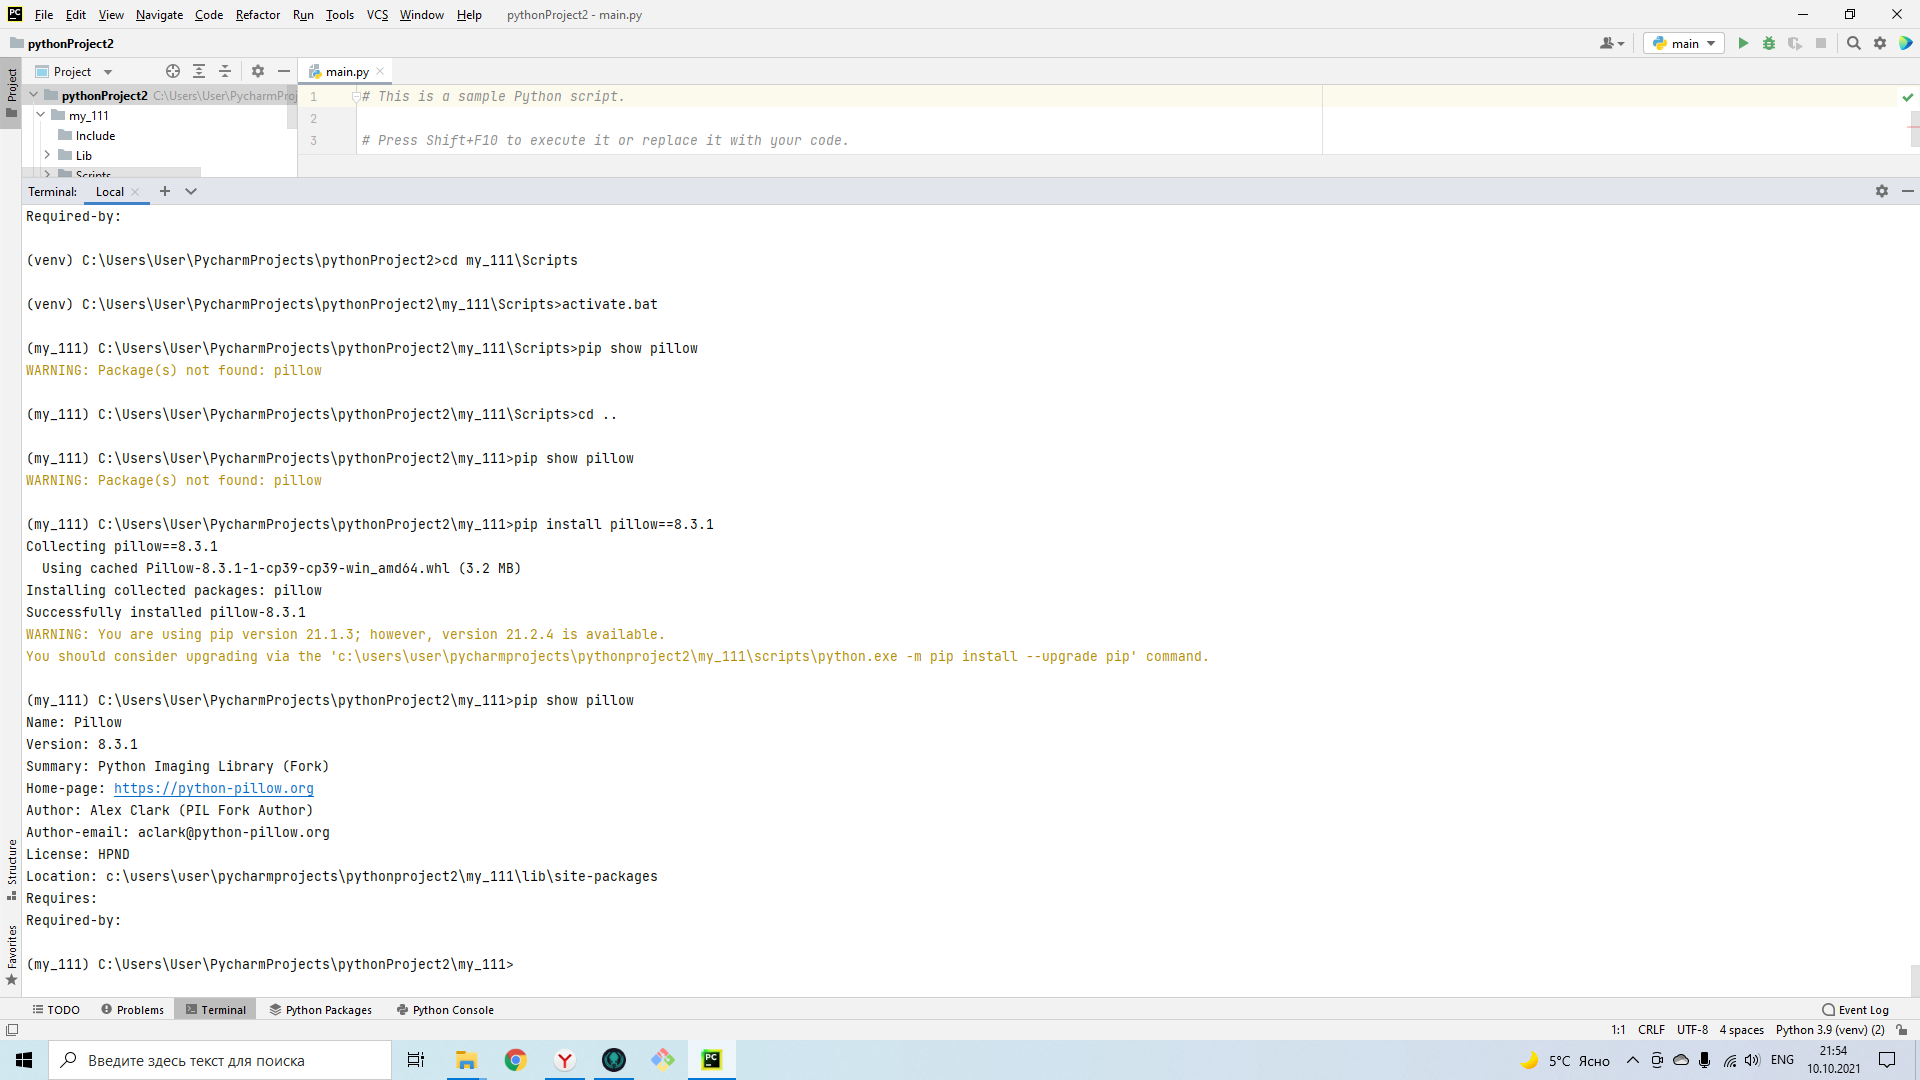 PC File Edit View Navigate Code Refactor Run Tools VCS Window Help pythonProject2 - main.py
pythonProject2 main
Project main.py
Project
pythonProject2 C:\Users\User\PycharmProj
my_111
Include
Lib
Scripts
1 # This is a sample Python script.
2
3 # Press Shift+F10 to execute it or replace it with your code.
Terminal: Local
Required-by:
(venv) C:\Users\User\PycharmProjects\pythonProject2>cd my_111\Scripts
(venv) C:\Users\User\PycharmProjects\pythonProject2\my_111\Scripts>activate.bat
(my_111) C:\Users\User\PycharmProjects\pythonProject2\my_111\Scripts>pip show pillow
WARNING: Package(s) not found: pillow
(my_111) C:\Users\User\PycharmProjects\pythonProject2\my_111\Scripts>cd ..
(my_111) C:\Users\User\PycharmProjects\pythonProject2\my_111>pip show pillow
WARNING: Package(s) not found: pillow
(my_111) C:\Users\User\PycharmProjects\pythonProject2\my_111>pip install pillow==8.3.1
Collecting pillow==8.3.1
Using cached Pillow-8.3.1-1-cp39-cp39-win_amd64.whl (3.2 MB)
Installing collected packages: pillow
Successfully installed pillow-8.3.1
WARNING: You are using pip version 21.1.3; however, version 21.2.4 is available.
You should consider upgrading via the 'c:\users\user\pycharmprojects\pythonproject2\my_111\scripts\python.exe -m pip install --upgrade pip' command.
(my_111) C:\Users\User\PycharmProjects\pythonProject2\my_111>pip show pillow
Name: Pillow
Version: 8.3.1
Summary: Python Imaging Library (Fork)
Home-page: https://python-pillow.org
Author: Alex Clark (PIL Fork Author)
Author-email: aclark@python-pillow.org
License: HPND
Location: c:\users\user\pycharmprojects\pythonproject2\my_111\lib\site-packages
Requires:
Required-by:
(my_111) C:\Users\User\PycharmProjects\pythonProject2\my_111>
Structure
Favorites
TODO Problems Terminal Python Packages Python Console Event Log
1:1 CRLF UTF-8 4 spaces Python 3.9 (venv) (2)
Введите здесь текст для поиска PC 5°C Ясно ENG 21:54
10.10.2021